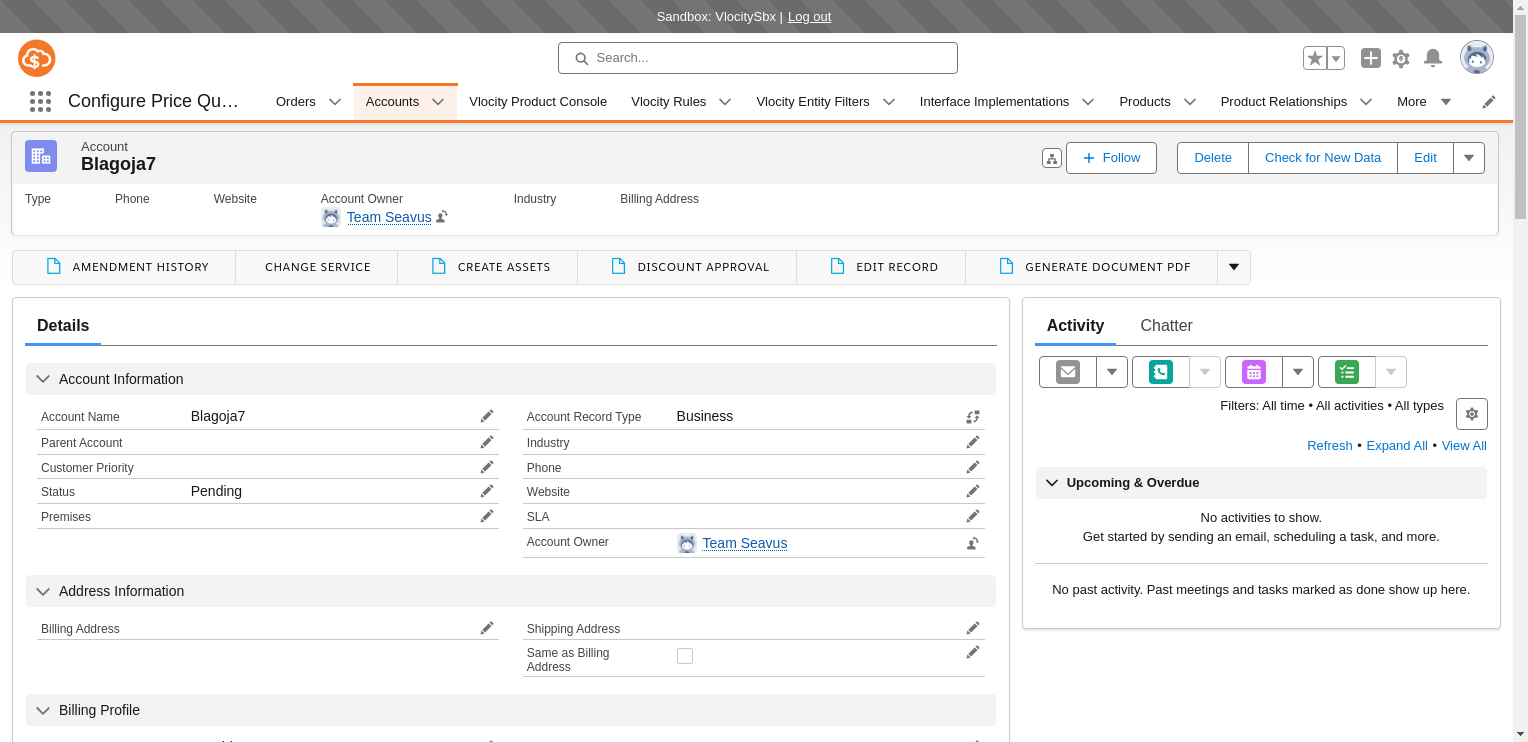 Sandbox: VlocitySbx | Log out
Search...
Configure Price Qu...
Orders
Accounts
Vlocity Product Console
Vlocity Rules
Vlocity Entity Filters
Interface Implementations
Products
Product Relationships
More
Account
Blagoja7
Follow
Delete
Check for New Data
Edit
Type
Phone
Website
Account Owner
Industry
Billing Address
Team Seavus
AMENDMENT HISTORY
CHANGE SERVICE
CREATE ASSETS
DISCOUNT APPROVAL
EDIT RECORD
GENERATE DOCUMENT PDF
Details
Account Information
Account Name
Blagoja7
Account Record Type
Business
Parent Account
Industry
Customer Priority
Phone
Status
Pending
Website
Premises
SLA
Account Owner
Team Seavus
Address Information
Billing Address
Shipping Address
Same as Billing
Address
Billing Profile
Activity
Chatter
Filters: All time • All activities • All types
Refresh • Expand All • View All
Upcoming & Overdue
No activities to show.
Get started by sending an email, scheduling a task, and more.
No past activity. Past meetings and tasks marked as done show up here.